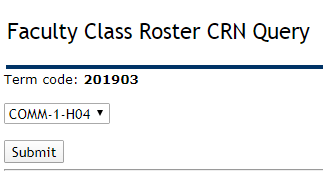 Faculty Class Roster CRN Query
Term code: 201903
COMM-1-H04
Submit